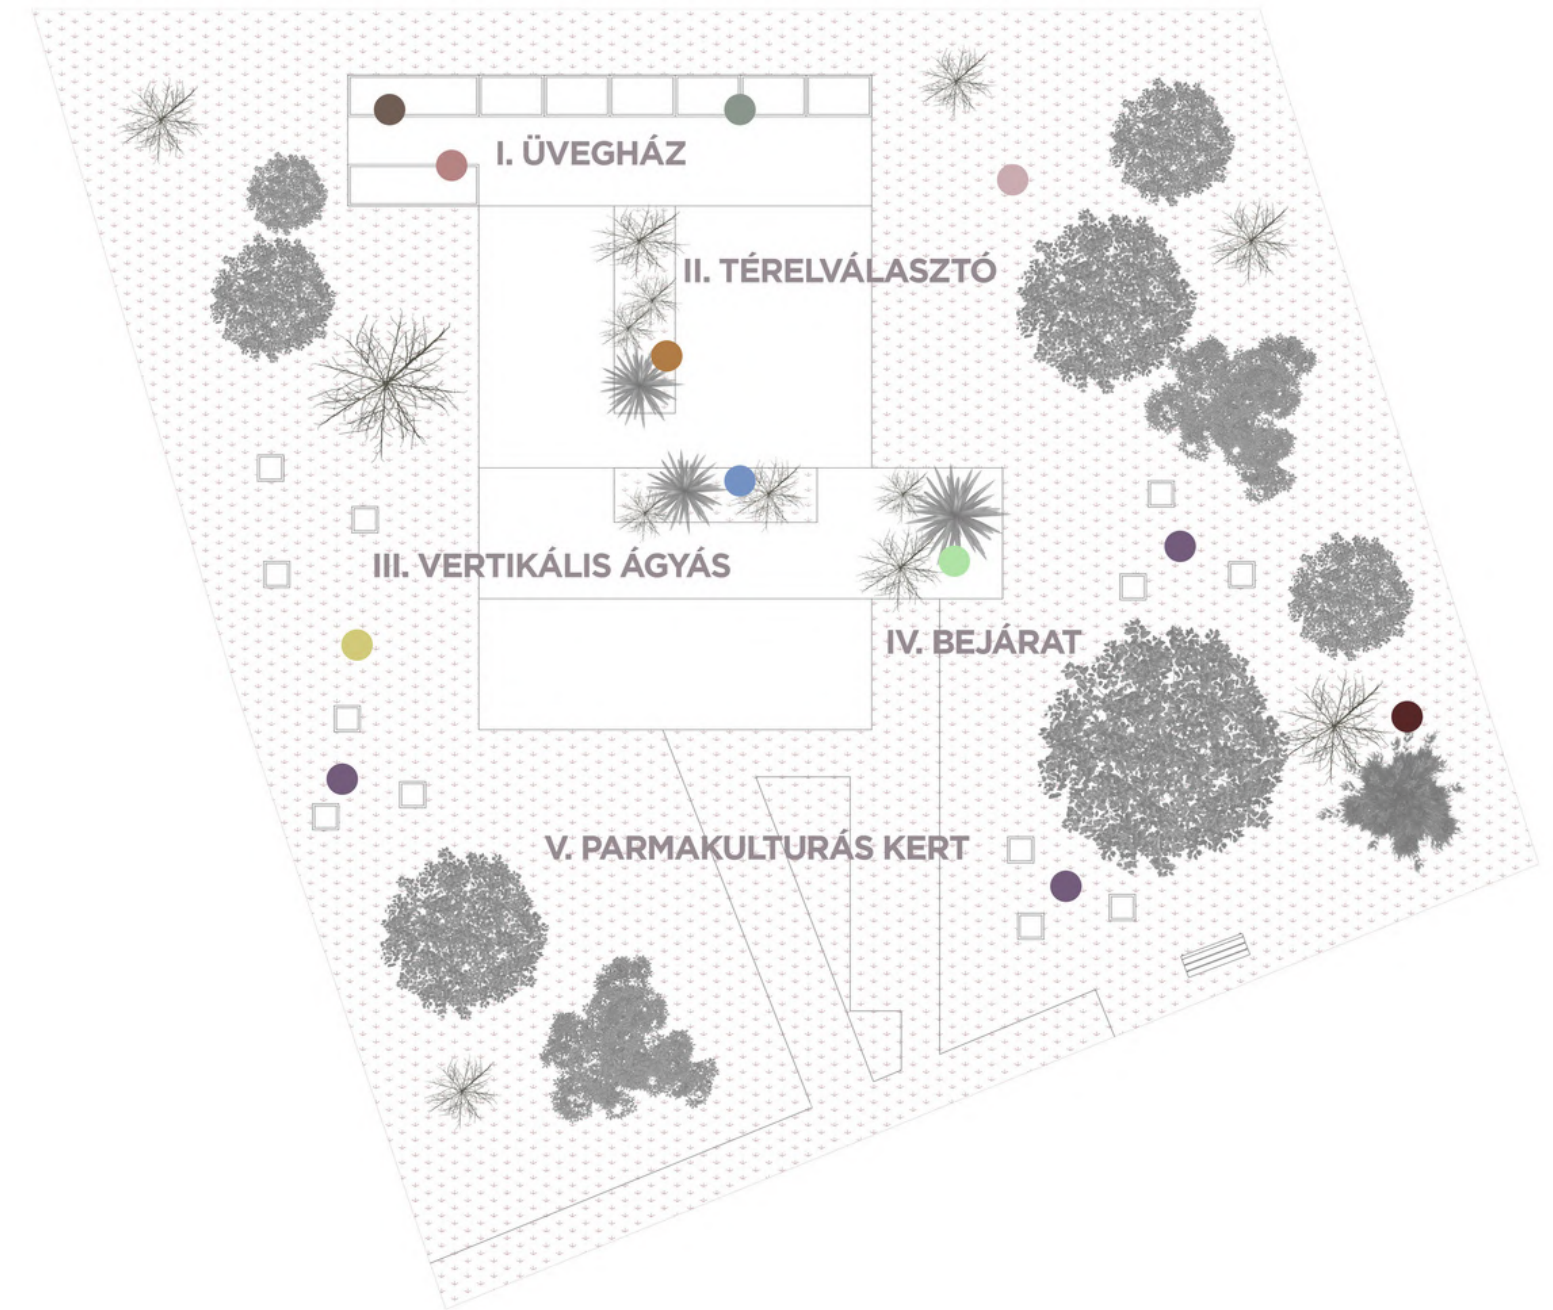 I. ÜVEGHÁZ
II. TÉRELVÁLASZTÓ
III. VERTIKÁLIS ÁGYÁS
IV. BEJÁRAT
V. PARMAKULTURÁS KERT